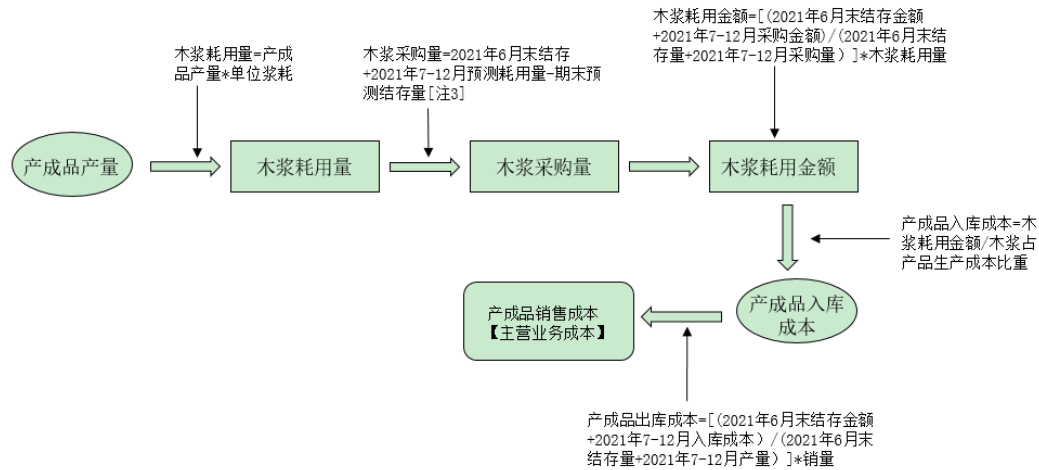 木浆耗用量=产成
品产量*单位浆耗
木浆采购量=2021年6月末结存
+2021年7-12月预测耗用量-期末预
测结存量[注3]
木浆耗用金额=[(2021年6月末结存金额
+2021年7-12月采购金额)/(2021年6月末结
存量+2021年7-12月采购量）]*木浆耗用量
产成品产量
木浆耗用量
木浆采购量
木浆耗用金额
产成品入库成本=木
浆耗用金额/木浆占
产品生产成本比重
产成品入库
成本
产成品销售成本
【主营业务成本】
产成品出库成本=[(2021年6月末结存金额
+2021年7-12月入库成本）/(2021年6月末
结存量+2021年7-12月产量）]*销量